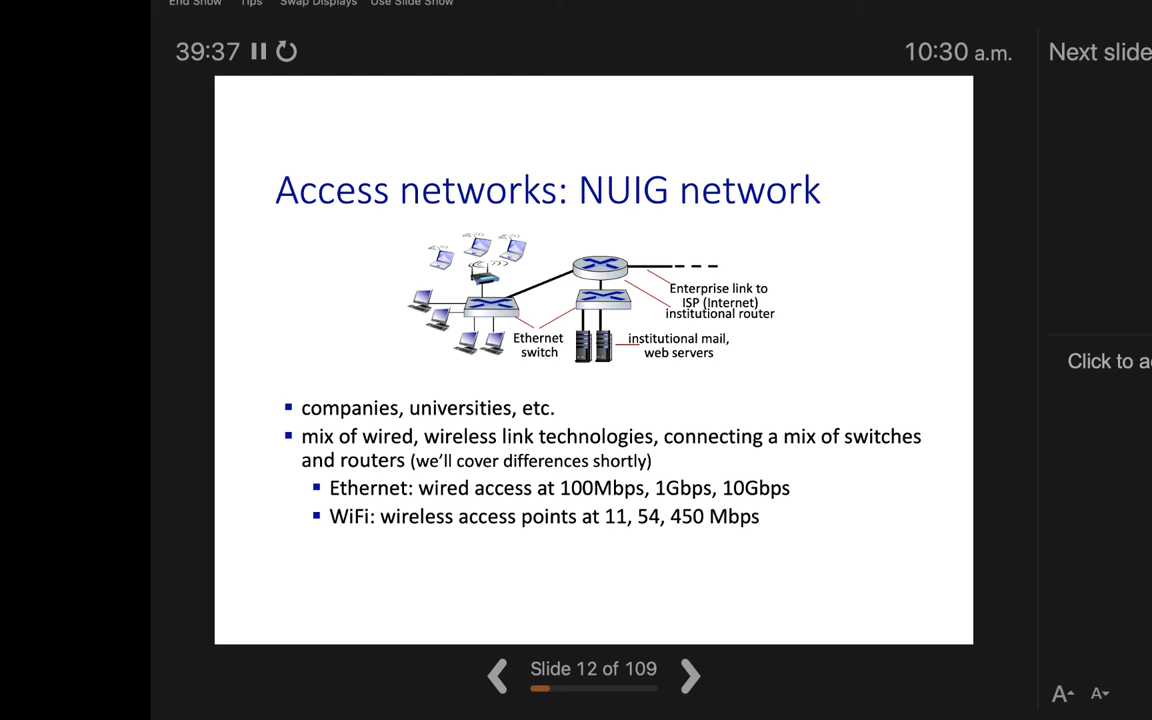 End Show Tips Swap Displays Use Slide Show
39:37
10:30 a.m.
Next slide
Access networks: NUIG network
Enterprise link to
ISP (Internet)
institutional router
Ethernet
switch
institutional mail,
web servers
▪ companies, universities, etc.
▪ mix of wired, wireless link technologies, connecting a mix of switches
and routers (we’ll cover differences shortly)
▪ Ethernet: wired access at 100Mbps, 1Gbps, 10Gbps
▪ WiFi: wireless access points at 11, 54, 450 Mbps
Click to a
Slide 12 of 109
A A